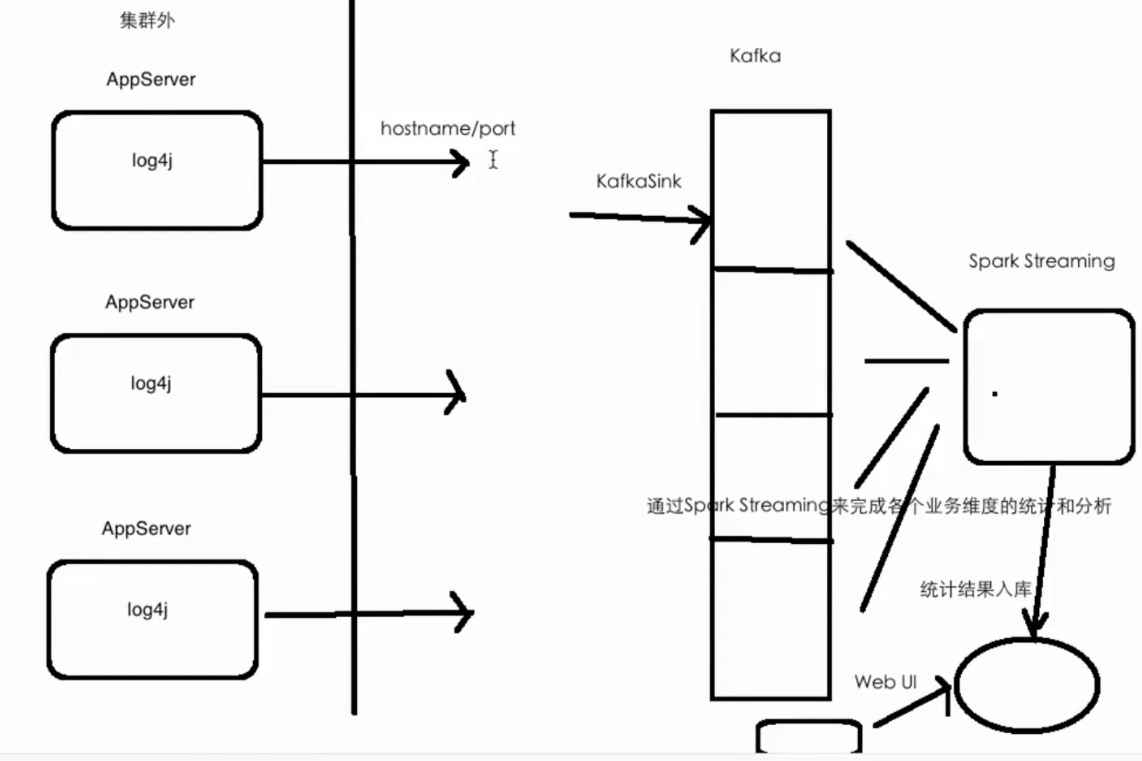 集群外
AppServer
log4j
hostname/port
AppServer
log4j
AppServer
log4j
KafkaSink
Kafka
Spark Streaming
通过Spark Streaming来完成各个业务维度的统计和分析
统计结果入库
Web UI